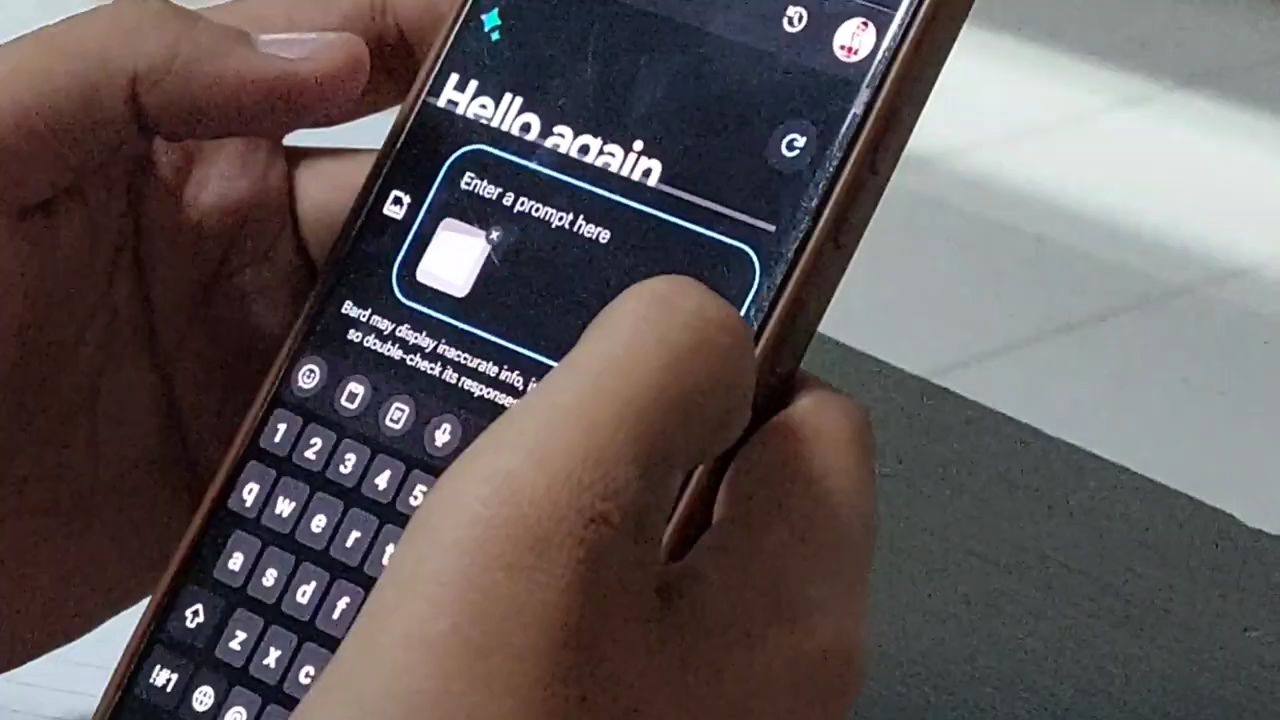 Hello again
Enter a prompt here
Bard may display inaccurate info,
so double-check its responses
1 2 3 4 5
q w e r t
a s d f
z x c
!#1